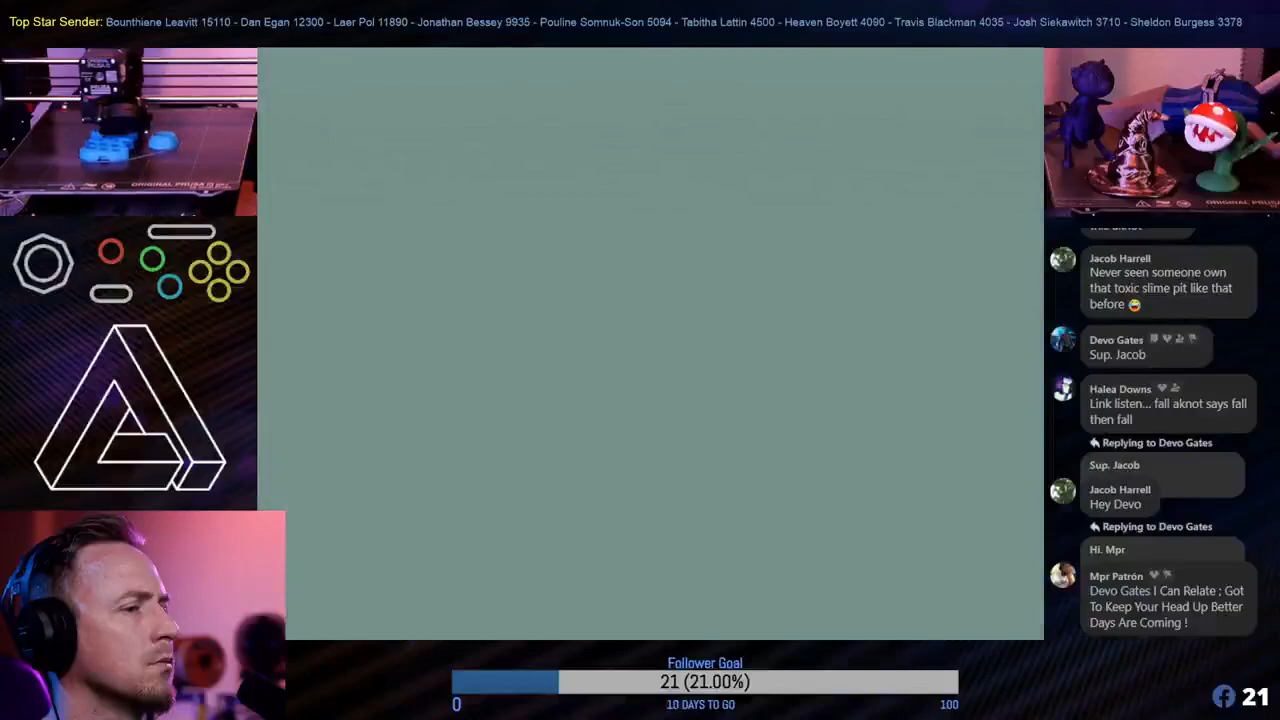 Top Star Sender: Bounthiene Leavitt 15110 - Dan Egan 12300 - Laer Pol 11890 - Jonathan Bessey 9935 - Pouline Somnuk-Son 5094 - Tabitha Lattin 4500 - Heaven Boyett 4090 - Travis Blackman 4035 - Josh Siekawitch 3710 - Sheldon Burgess 3378
ORIGINAL PRUSA
Jacob Harrell
Never seen someone own
that toxic slime pit like that
before 😂
Devo Gates
Sup. Jacob
Halea Downs
Link listen... fall aknot says fall
then fall
Replying to Devo Gates
Sup. Jacob
Jacob Harrell
Hey Devo
Replying to Devo Gates
Hi. Mpr
Mpr Patrón
Devo Gates I Can Relate ; Got
To Keep Your Head Up Better
Days Are Coming !
Follower Goal
21 (21.00%)
0
10 DAYS TO GO
100
21